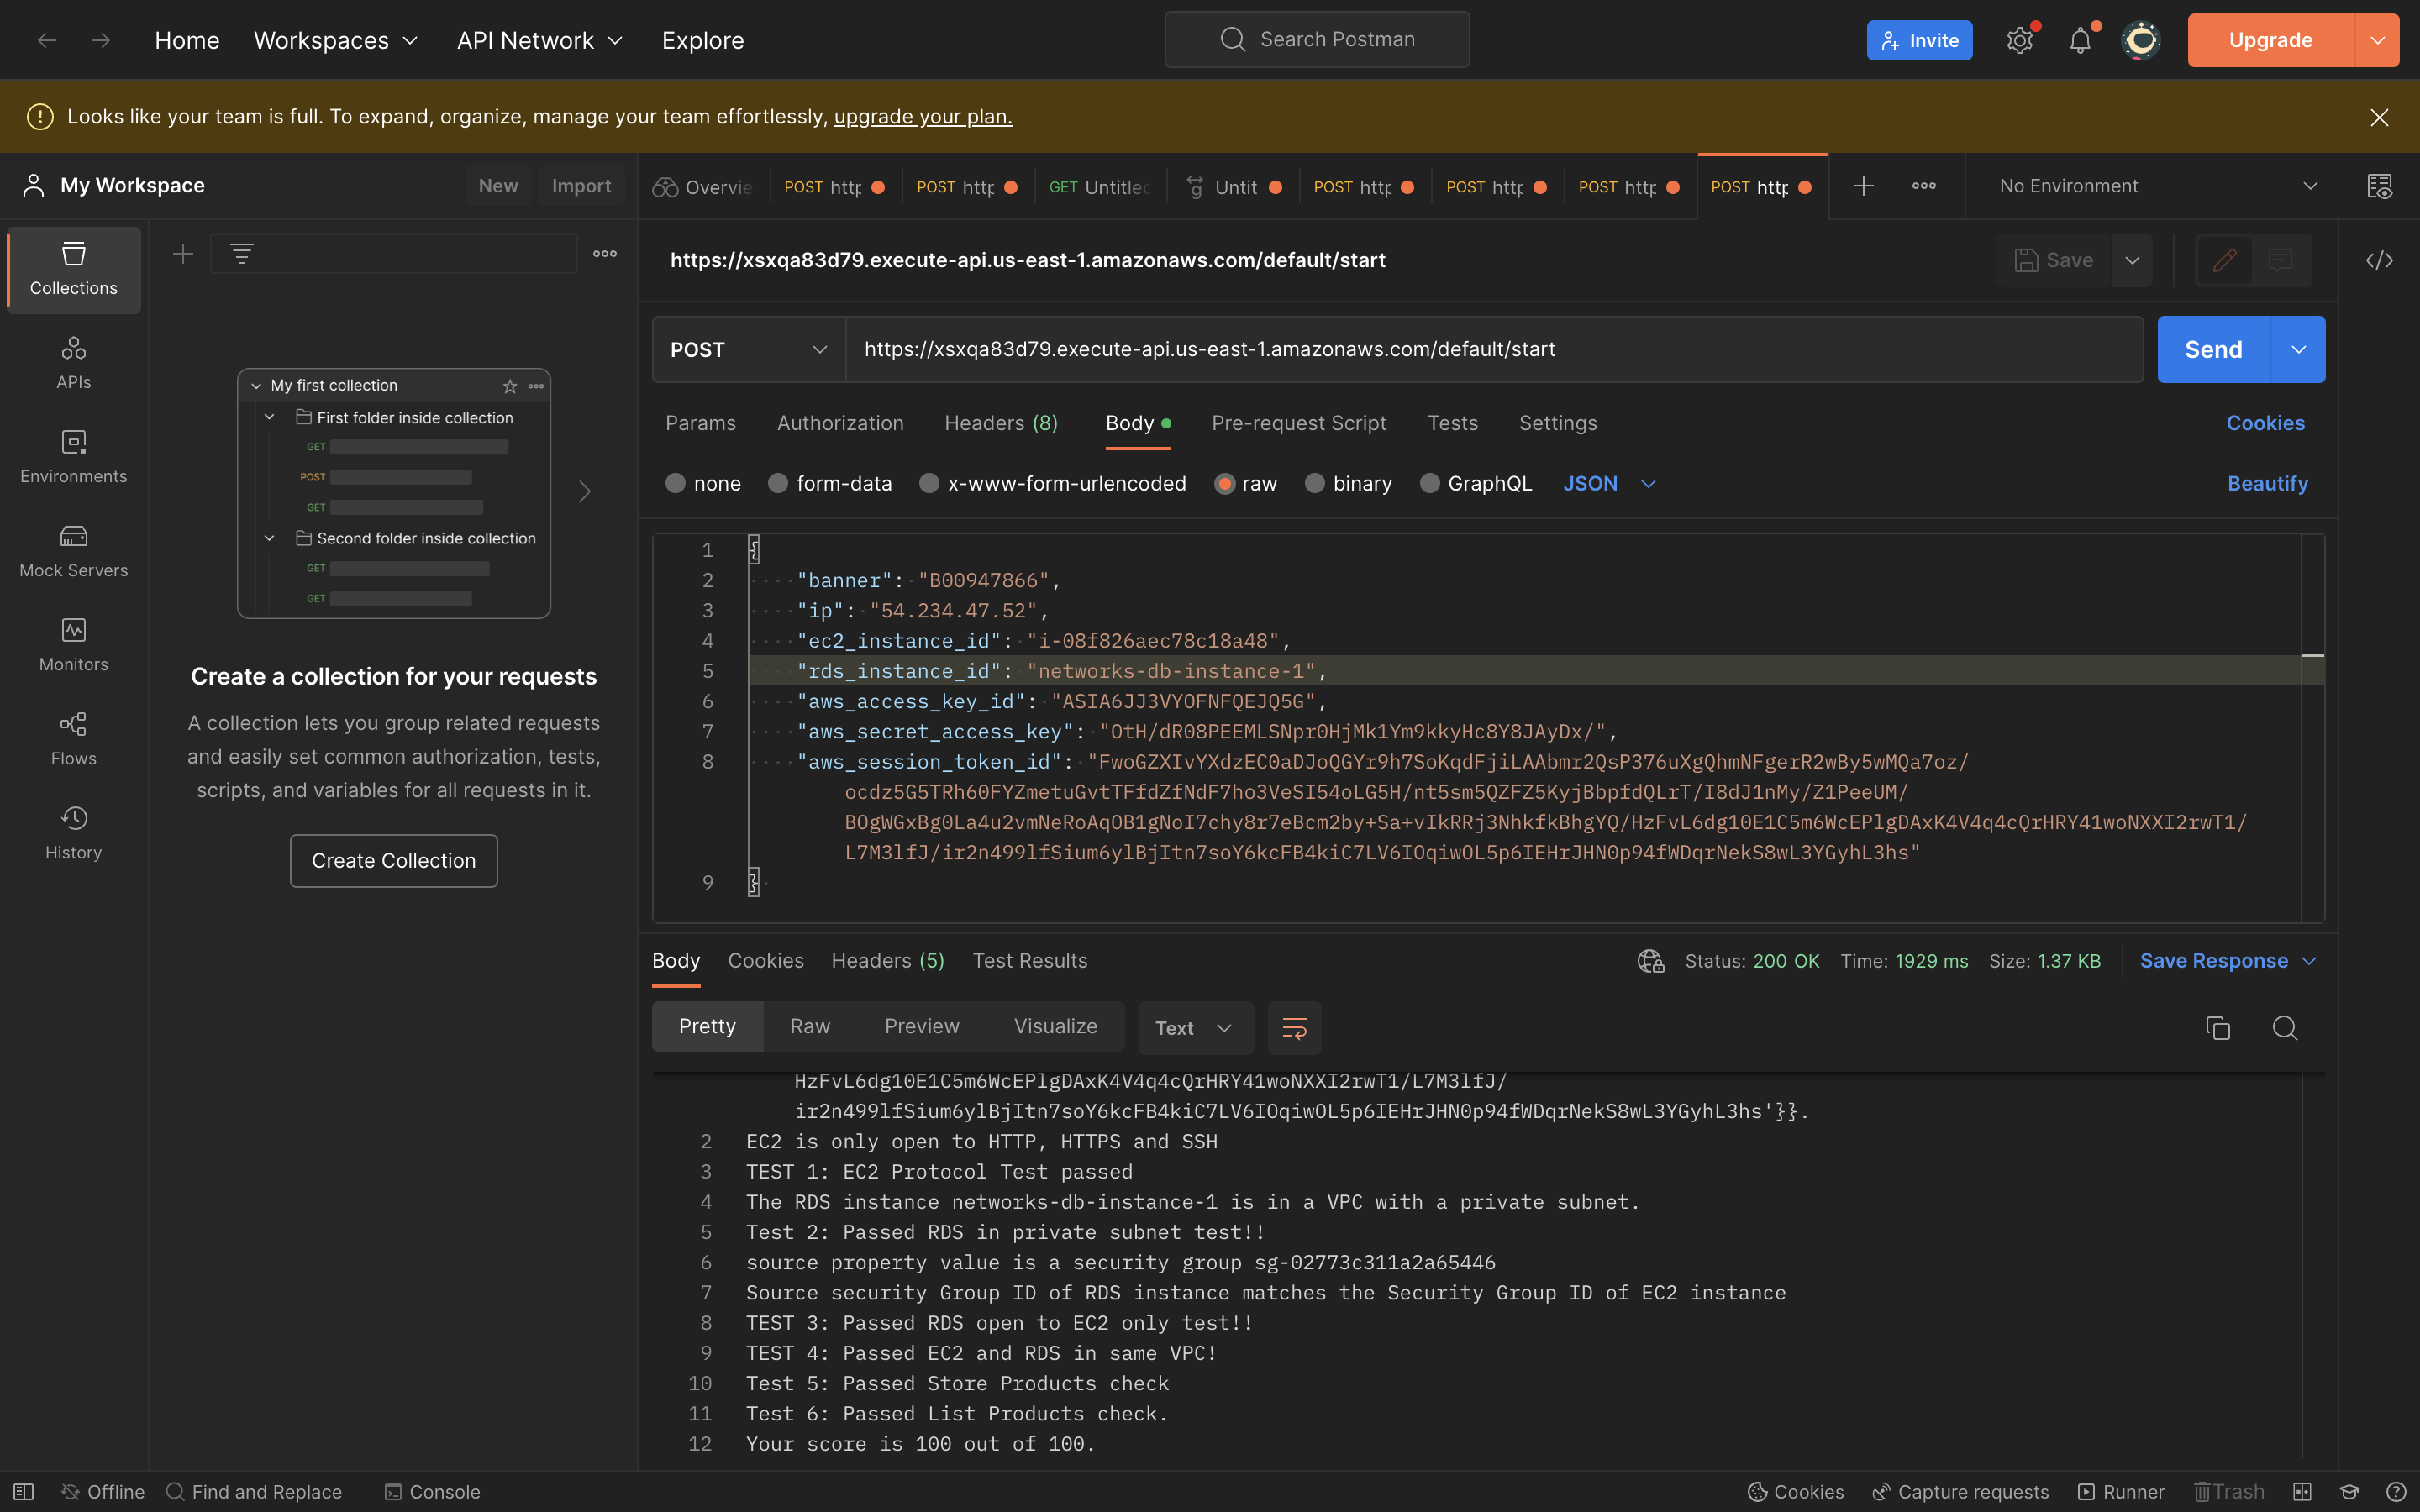 Home Workspaces API Network Explore Search Postman Invite Upgrade
Looks like your team is full. To expand, organize, manage your team effortlessly, upgrade your plan.
My Workspace New Import
Overvie POST http POST http GET Untitled Untit POST http POST http POST http POST http No Environment
Collections
APIs
Environments
Mock Servers
Monitors
Flows
History
My first collection
First folder inside collection
GET
POST
GET
Second folder inside collection
GET
GET
Create a collection for your requests
A collection lets you group related requests
and easily set common authorization, tests,
scripts, and variables for all requests in it.
Create Collection
https://xsxqa83d79.execute-api.us-east-1.amazonaws.com/default/start Save
POST https://xsxqa83d79.execute-api.us-east-1.amazonaws.com/default/start Send
Params Authorization Headers (8) Body Pre-request Script Tests Settings Cookies
none form-data x-www-form-urlencoded raw binary GraphQL JSON Beautify
1 {
2 "banner": "B00947866",
3 "ip": "54.234.47.52",
4 "ec2_instance_id": "i-08f826aec78c18a48",
5 "rds_instance_id": "networks-db-instance-1",
6 "aws_access_key_id": "ASIA6JJ3VYOFNFQEJQ5G",
7 "aws_secret_access_key": "OtH/dR08PEEMLSNpr0HjMk1Ym9kkyHc8Y8JAyDx/",
8 "aws_session_token_id": "FwoGZXIvYXdzEC0aDJoQGYr9h7SoKqdFjiLAAbmr2QsP376uXgQhmNFgerR2wBy5wMQa7oz/
ocdz5G5TRh60FYZmetuGvtTFfdZfNdF7ho3VeSI54oLG5H/nt5sm5QZFZ5KyjBbpfdQLrT/I8dJ1nMy/Z1PeeUM/
BOgWGxBg0La4u2vmNeRoAqOB1gNoI7chy8r7eBcm2by+Sa+vIkRRj3NhkfkBhgYQ/HzFvL6dg10E1C5m6WcEPlgDAxK4V4q4cQrHRY41woNXXI2rwT1/
L7M3lfJ/ir2n499lfSium6ylBjItn7soY6kcFB4kiC7LV6IOqiwOL5p6IEHrJHN0p94fWDqrNekS8wL3YGyhL3hs"
9 }
Body Cookies Headers (5) Test Results Status: 200 OK Time: 1929 ms Size: 1.37 KB Save Response
Pretty Raw Preview Visualize Text
HzFvL6dg10E1C5m6WcEPlgDAxK4V4q4cQrHRY41woNXXI2rwT1/L7M3lfJ/
ir2n499lfSium6ylBjItn7soY6kcFB4kiC7LV6IOqiwOL5p6IEHrJHN0p94fWDqrNekS8wL3YGyhL3hs'}}.
2 EC2 is only open to HTTP, HTTPS and SSH
3 TEST 1: EC2 Protocol Test passed
4 The RDS instance networks-db-instance-1 is in a VPC with a private subnet.
5 Test 2: Passed RDS in private subnet test!!
6 source property value is a security group sg-02773c311a2a65446
7 Source security Group ID of RDS instance matches the Security Group ID of EC2 instance
8 TEST 3: Passed RDS open to EC2 only test!!
9 TEST 4: Passed EC2 and RDS in same VPC!
10 Test 5: Passed Store Products check
11 Test 6: Passed List Products check.
12 Your score is 100 out of 100.
Offline Find and Replace Console Cookies Capture requests Runner Trash